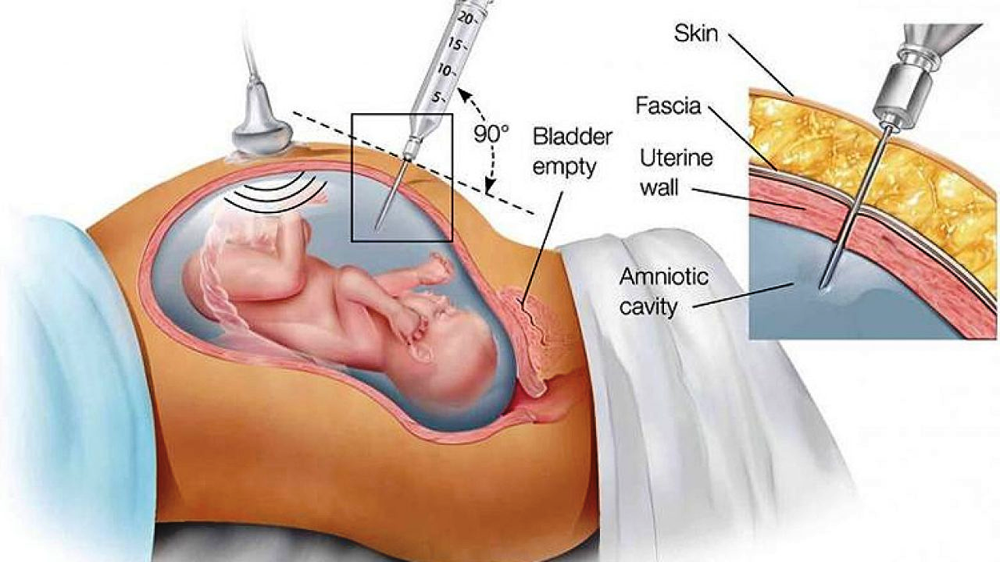 20-
15-
10-
5-
90°
Bladder
empty
Skin
Fascia
Uterine
wall
Amniotic
cavity